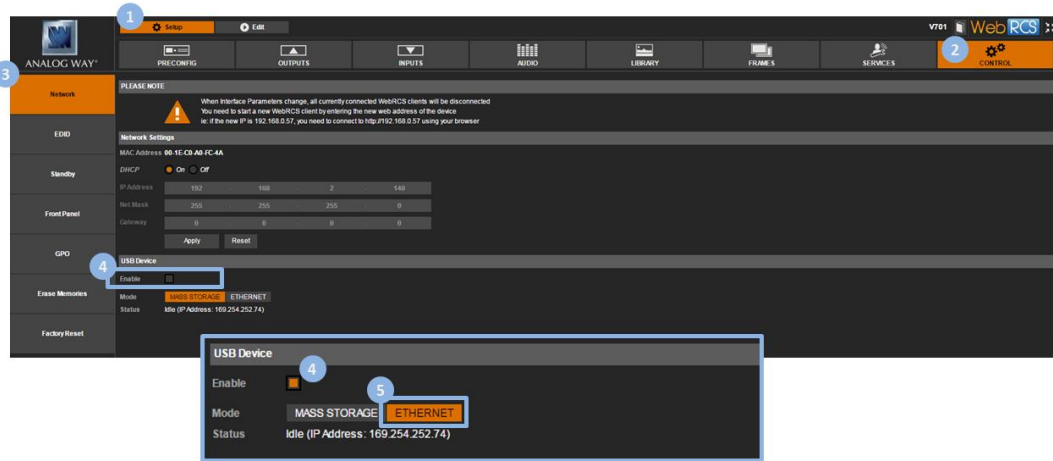 1
Setup
Edit
V701
Web RCS
ANALOG WAY®
PRECONFIG
OUTPUTS
INPUTS
AUDIO
LIBRARY
FRAMES
SERVICES
2
CONTROL
3
Network
EDID
Standby
Front Panel
GPO
Erase Memories
Factory Reset
PLEASE NOTE
When Interface Parameters change, all currently connected WebRCS clients will be disconnected
You need to start a new WebRCS client by entering the new web address of the device
ie: if the new IP is 192.168.0.57, you need to connect to http://192.168.0.57 using your browser
Network Settings
MAC Address 00-1E-C0-A0-FC-4A
DHCP On Off
IP Address 192 . 168 . 2 . 140
Net Mask 255 . 255 . 255 . 0
Gateway 0 . 0 . 0 . 0
Apply Reset
USB Device
4
Enable
Mode MASS STORAGE ETHERNET
Status Idle (IP Address: 169.254.252.74)
USB Device
Enable 4
5
Mode MASS STORAGE ETHERNET
Status Idle (IP Address: 169.254.252.74)